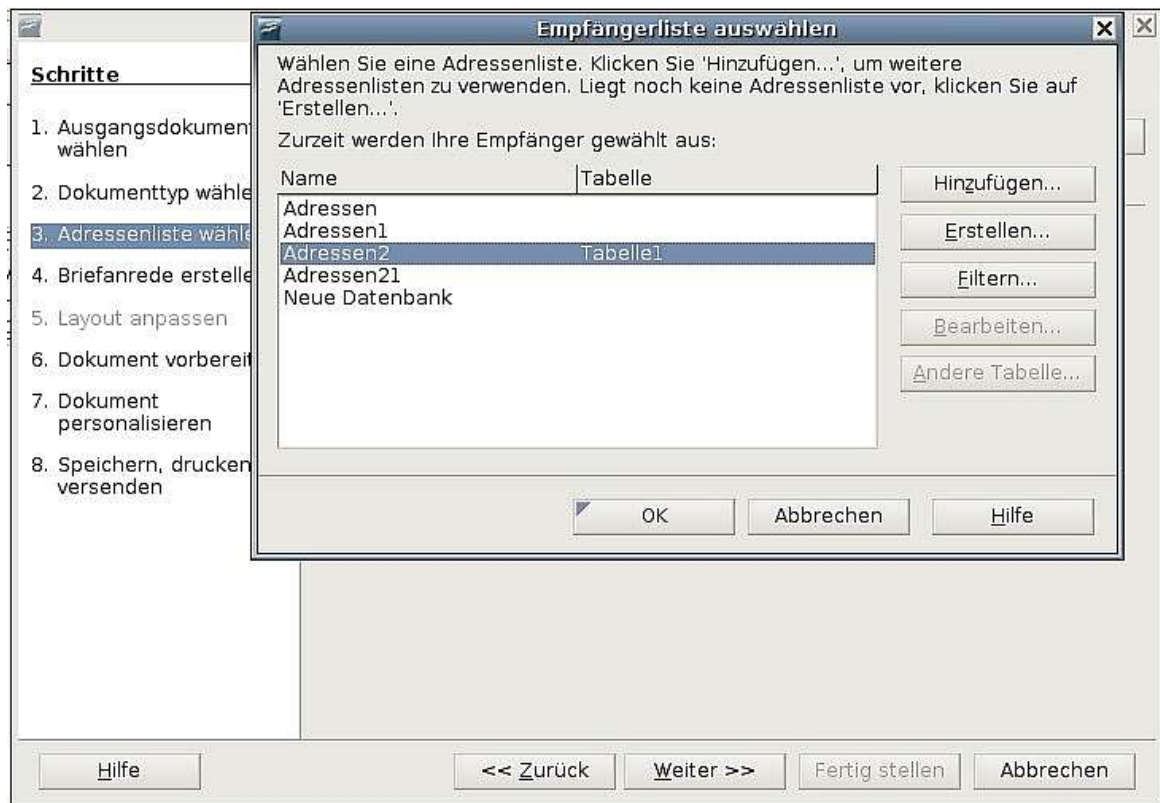 Empfängerliste auswählen
Wählen Sie eine Adressenliste. Klicken Sie 'Hinzufügen...', um weitere
Adressenlisten zu verwenden. Liegt noch keine Adressenliste vor, klicken Sie auf
'Erstellen...'.
Zurzeit werden Ihre Empfänger gewählt aus:
Name Tabelle
Adressen
Adressen1
Adressen2 Tabelle1
Adressen21
Neue Datenbank
Hinzufügen...
Erstellen...
Filtern...
Bearbeiten...
Andere Tabelle...
OK Abbrechen Hilfe
Schritte
1. Ausgangsdokumen
wählen
2. Dokumenttyp wähle
3. Adressenliste wähle
4. Briefanrede erstelle
5. Layout anpassen
6. Dokument vorbereit
7. Dokument
personalisieren
8. Speichern, drucken
versenden
Hilfe << Zurück Weiter >> Fertig stellen Abbrechen